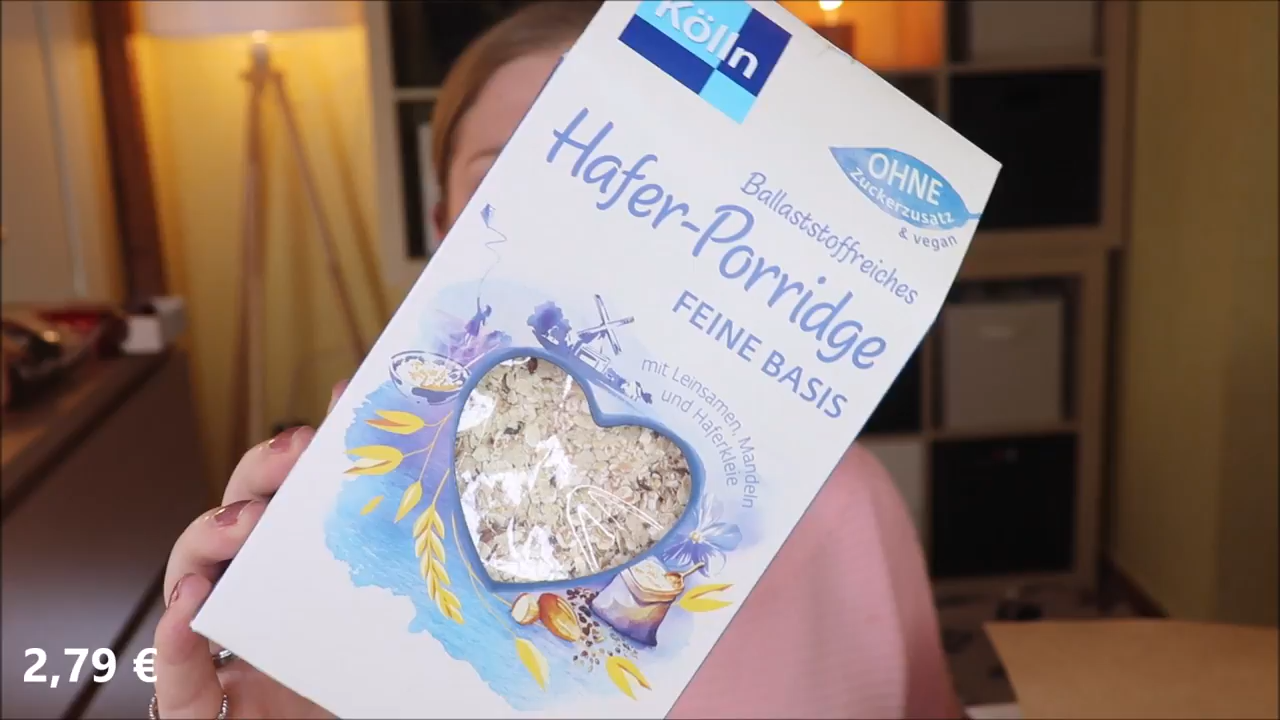 Kölln
OHNE
zuckerzusatz
& vegan
Ballaststoffreiches
Hafer-Porridge
FEINE BASIS
mit Leinsamen, Mandeln
und Haferkleie
2,79 €